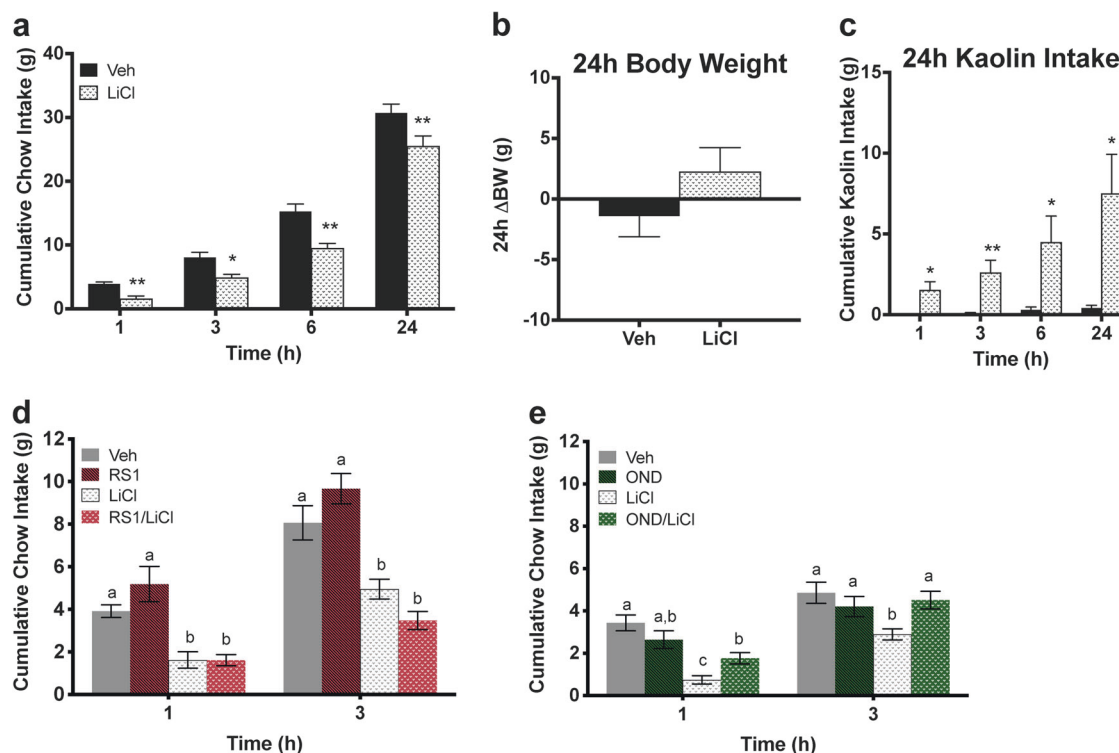 a
Cumulative Chow Intake (g)
40
30
20
10
0
Veh
LiCl
**
*
**
**
1 3 6 24
Time (h)
b
24h Body Weight
24h ΔBW (g)
10
5
0
-5
-10
Veh LiCl
c
24h Kaolin Intake
Cumulative Kaolin Intake (g)
15
10
5
0
*
**
*
*
1 3 6 24
Time (h)
d
Cumulative Chow Intake (g)
12
10
8
6
4
2
0
Veh
RS1
LiCl
RS1/LiCl
a a b b
a a b b
1 3
Time (h)
e
Cumulative Chow Intake (g)
12
10
8
6
4
2
0
Veh
OND
LiCl
OND/LiCl
a a,b c b
a a b a
1 3
Time (h)